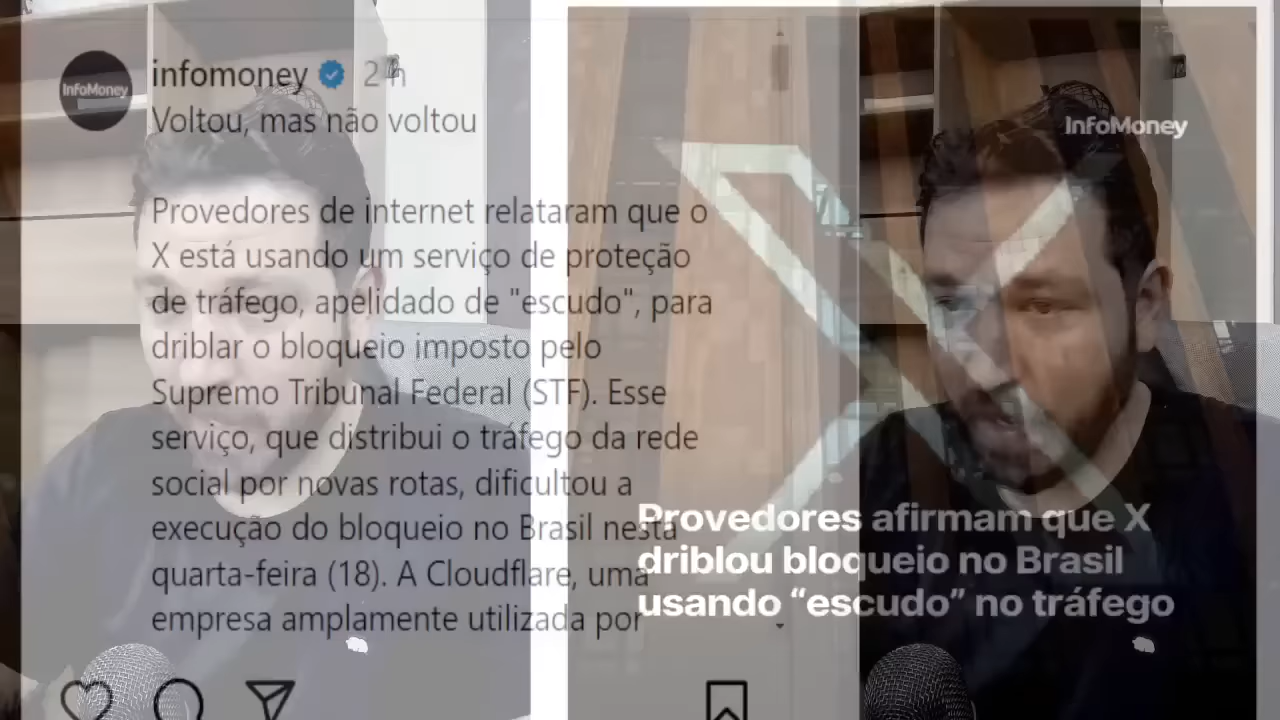 InfoMoney
infomoney 2 h
Voltou, mas não voltou
Provedores de internet relataram que o
X está usando um serviço de proteção
de tráfego, apelidado de "escudo", para
driblar o bloqueio imposto pelo
Supremo Tribunal Federal (STF). Esse
serviço, que distribui o tráfego da rede
social por novas rotas, dificultou a
execução do bloqueio no Brasil nesta
quarta-feira (18). A Cloudflare, uma
empresa amplamente utilizada por
InfoMoney
Provedores afirmam que X
driblou bloqueio no Brasil
usando “escudo” no tráfego